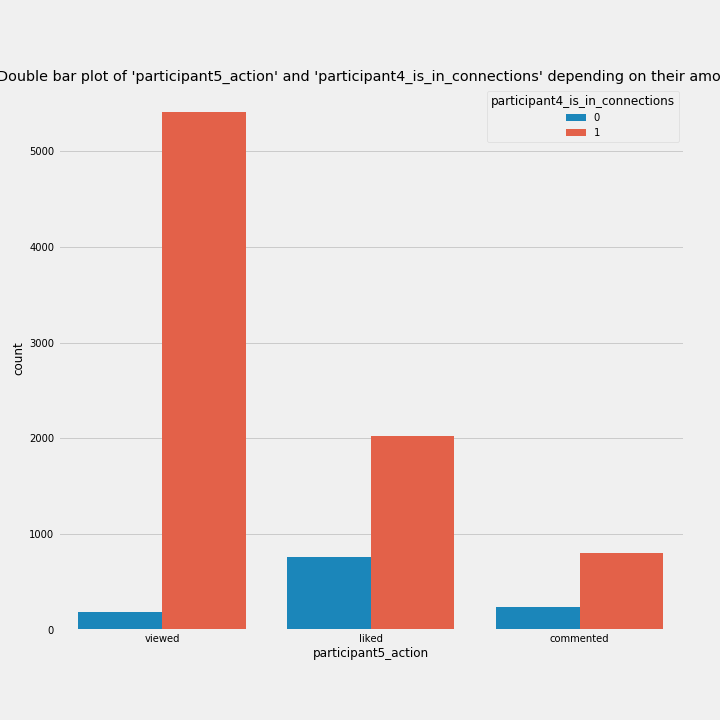 Double bar plot of 'participant5_action' and 'participant4_is_in_connections' depending on their amo
participant4_is_in_connections
0
1
5000
4000
3000
2000
1000
0
count
viewed
liked
commented
participant5_action